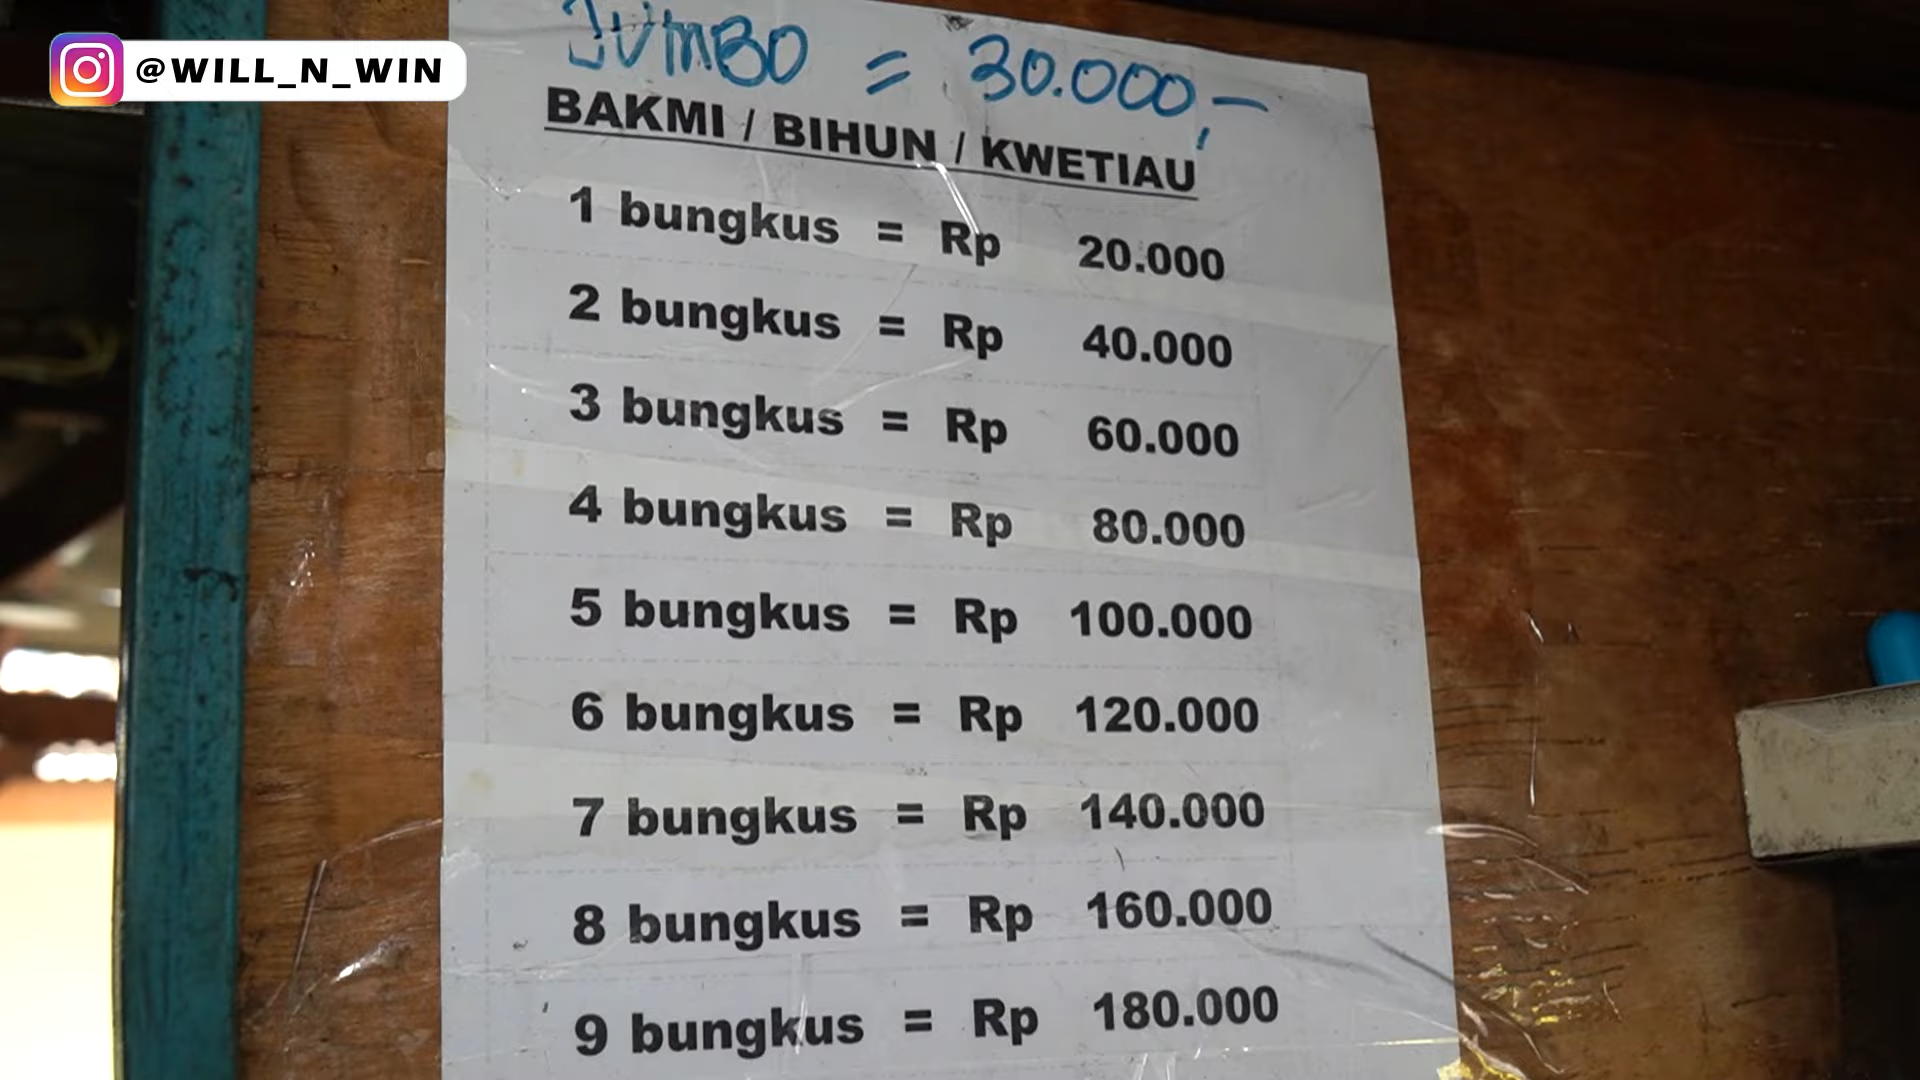 @WILL_N_WIN
JUMBO = 30.000,-
BAKMI / BIHUN / KWETIAU
1 bungkus = Rp 20.000
2 bungkus = Rp 40.000
3 bungkus = Rp 60.000
4 bungkus = Rp 80.000
5 bungkus = Rp 100.000
6 bungkus = Rp 120.000
7 bungkus = Rp 140.000
8 bungkus = Rp 160.000
9 bungkus = Rp 180.000